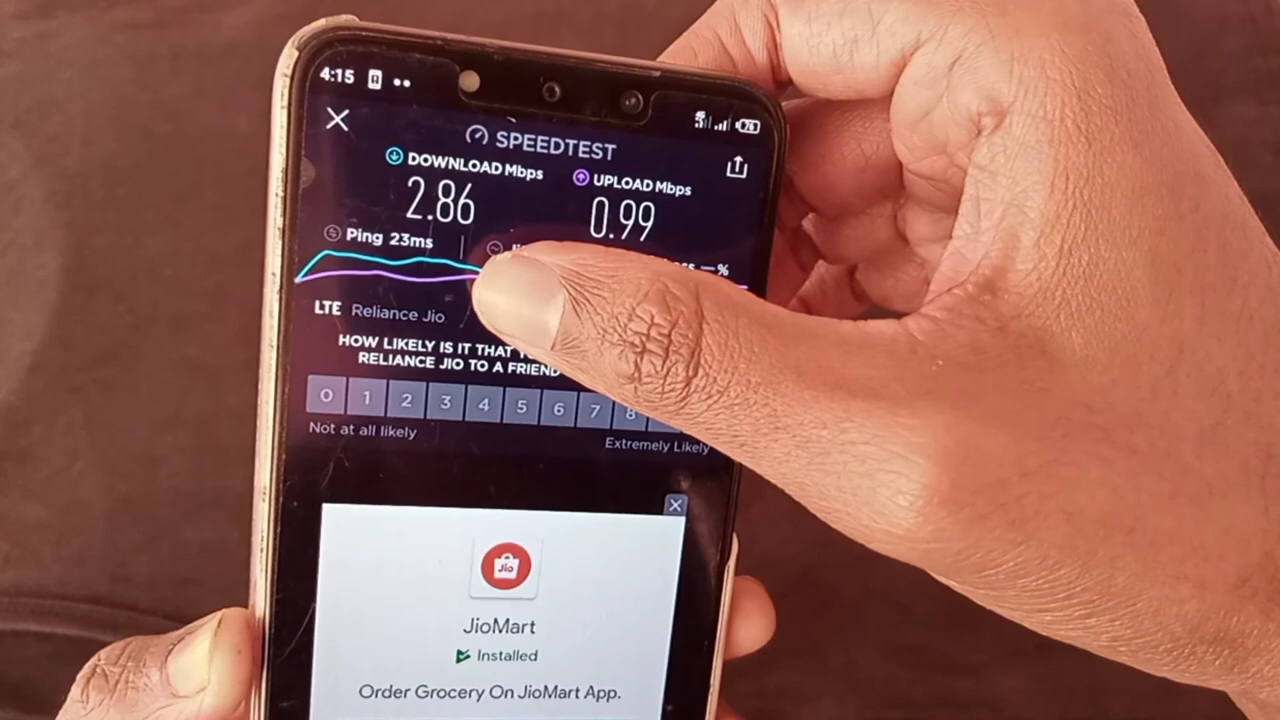 4:15
76
SPEEDTEST
DOWNLOAD Mbps
UPLOAD Mbps
2.86
0.99
Ping 23ms
— %
LTE Reliance Jio
HOW LIKELY IS IT THAT
RELIANCE JIO TO A FRIEND
0 1 2 3 4 5 6 7 8
Not at all likely
Extremely Likely
Jio
JioMart
Installed
Order Grocery On JioMart App.